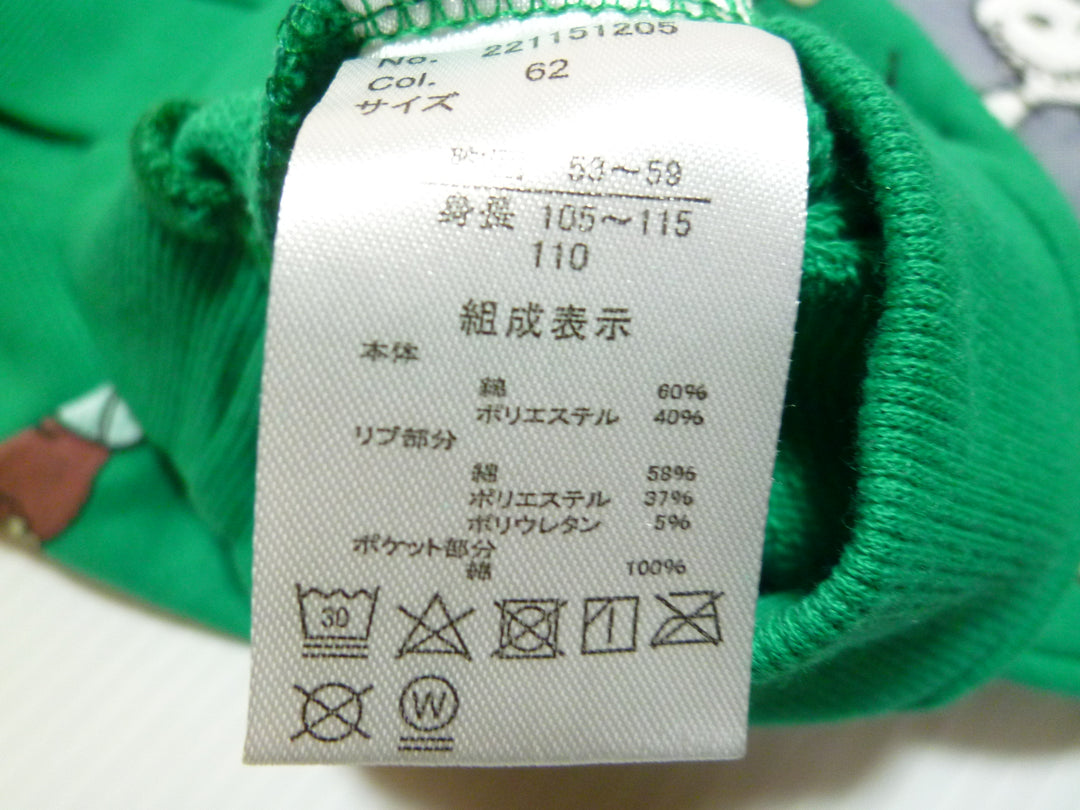 No. 221151205
Col. 62
サイズ
53～59
身長 105～115
110
組成表示
本体
綿 60%
ポリエステル 40%
リブ部分
綿 58%
ポリエステル 37%
ポリウレタン 5%
ポケット部分
綿 100%
30
W